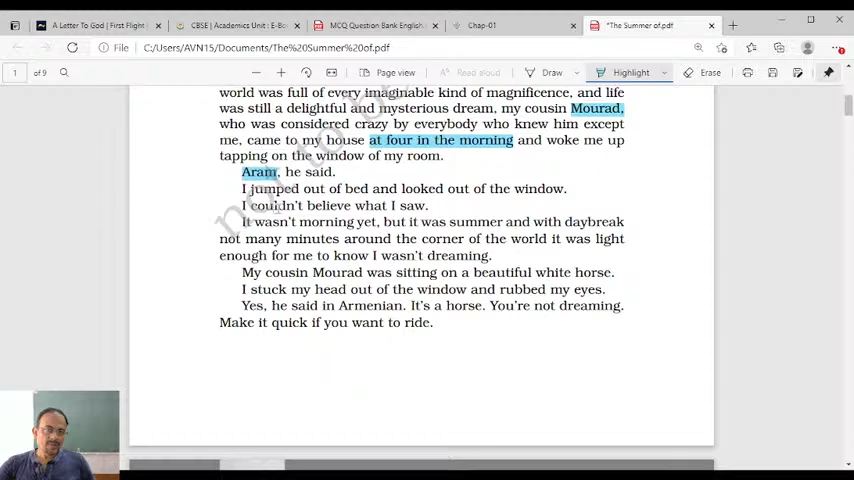 A Letter To God | First Flight |
CBSE | Academics Unit : E-Bo
MCQ Question Bank English.
Chap-01
*The Summer of.pdf
File
C:/Users/AVN15/Documents/The%20Summer%20of.pdf
1 of 9
Page view
Read aloud
Draw
Highlight
Erase
world was full of every imaginable kind of magnificence, and life
was still a delightful and mysterious dream, my cousin Mourad,
who was considered crazy by everybody who knew him except
me, came to my house at four in the morning and woke me up
tapping on the window of my room.
Aram, he said.
I jumped out of bed and looked out of the window.
I couldn't believe what I saw.
It wasn't morning yet, but it was summer and with daybreak
not many minutes around the corner of the world it was light
enough for me to know I wasn't dreaming.
My cousin Mourad was sitting on a beautiful white horse.
I stuck my head out of the window and rubbed my eyes.
Yes, he said in Armenian. It's a horse. You're not dreaming.
Make it quick if you want to ride.
not to be